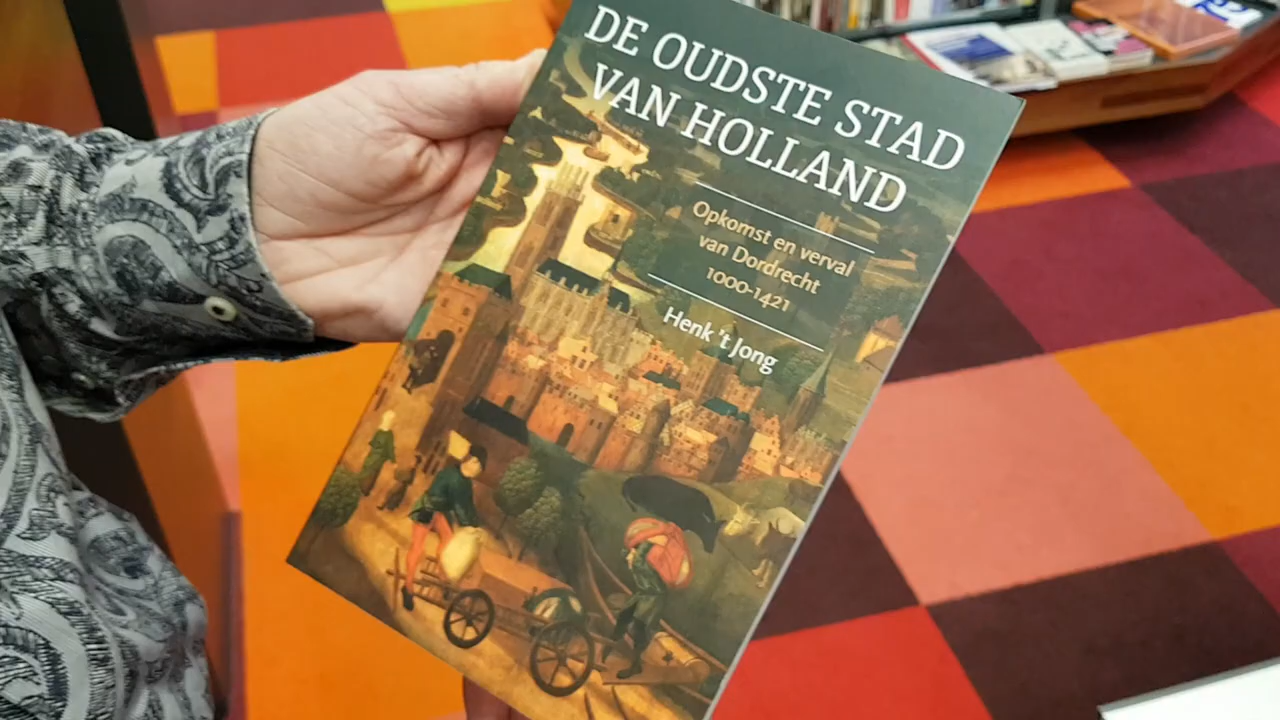 DE OUDSTE STAD
VAN HOLLAND
Opkomst en verval
van Dordrecht
1000-1421
Henk 't Jong